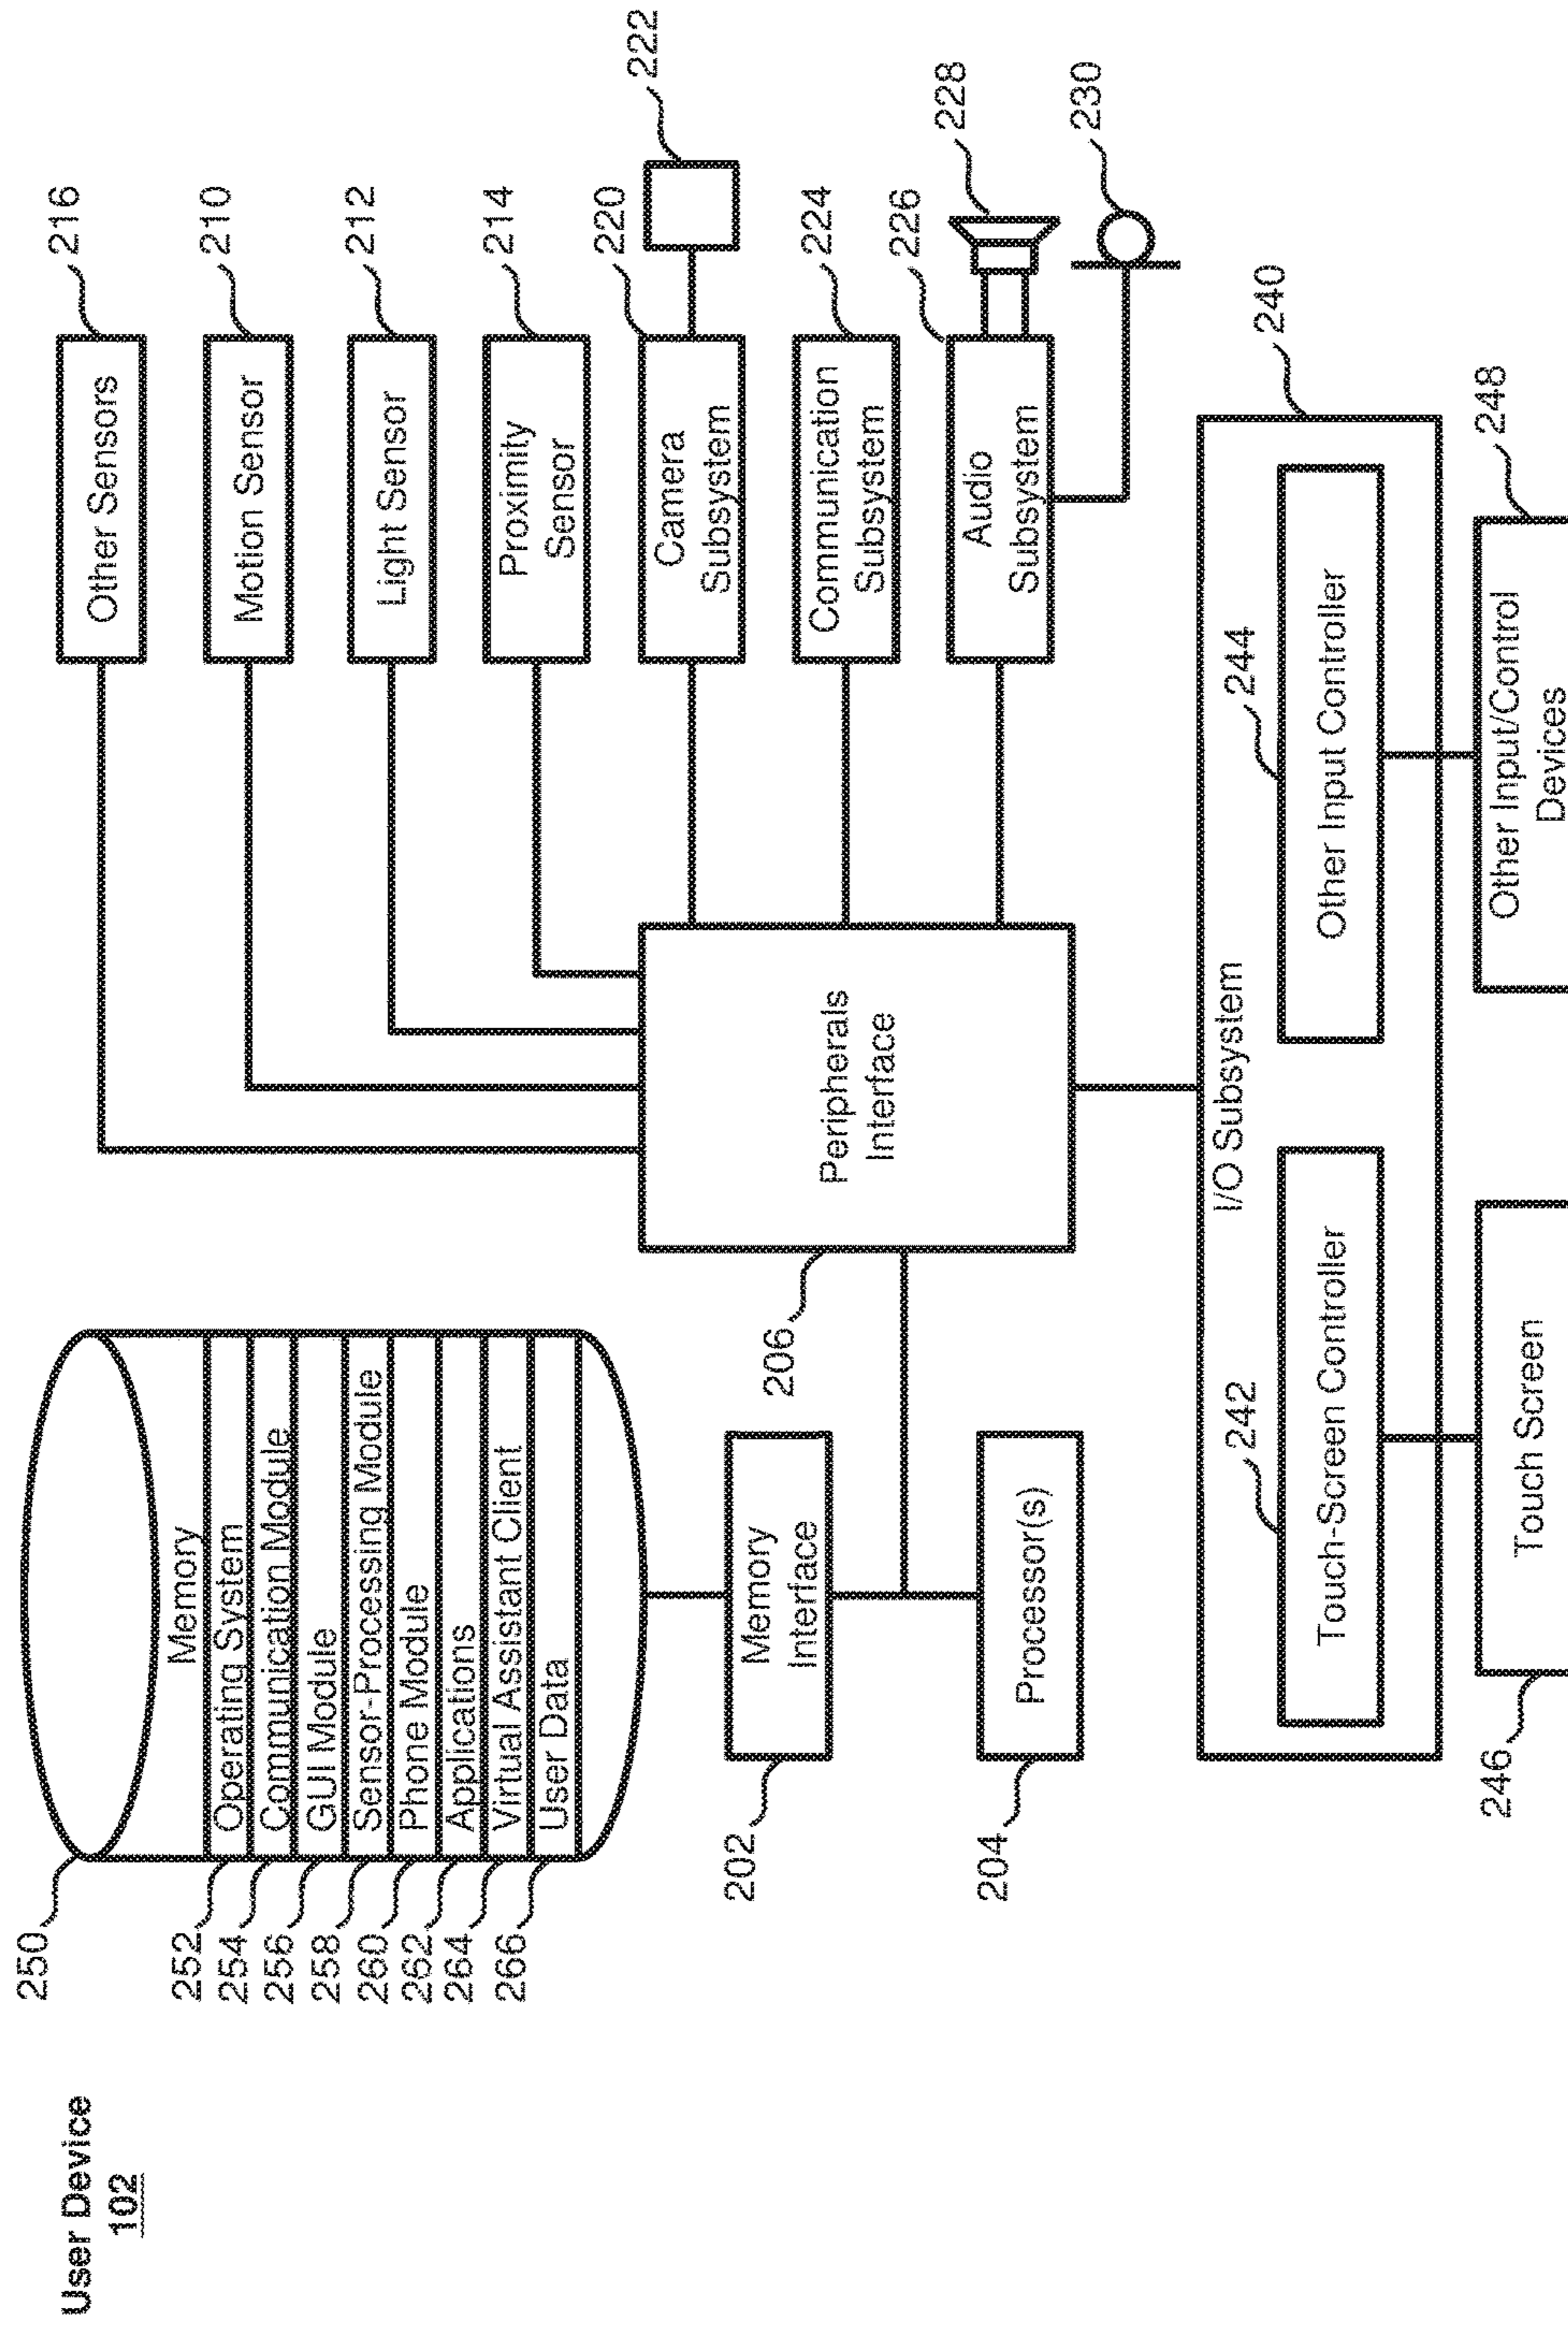 User Device
102
250
Memory
252
Operating System
254
Communication Module
256
GUI Module
258
Sensor-Processing Module
260
Phone Module
262
Applications
264
Virtual Assistant Client
266
User Data
202
Memory
Interface
204
Processor(s)
206
Peripherals
Interface
216
Other Sensors
210
Motion Sensor
212
Light Sensor
214
Proximity
Sensor
220
Camera
Subsystem
222
224
Communication
Subsystem
226
Audio
Subsystem
228
230
240
I/O Subsystem
242
Touch-Screen Controller
244
Other Input Controller
246
Touch Screen
248
Other Input/Control
Devices